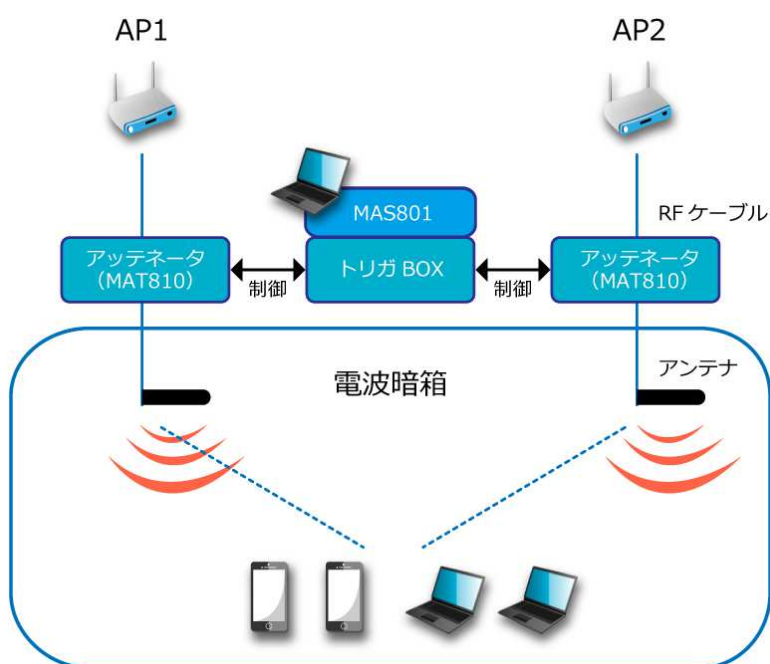 AP1
AP2
MAS801
RF ケーブル
アッテネータ
(MAT810)
制御
トリガ BOX
制御
アッテネータ
(MAT810)
電波暗箱
アンテナ